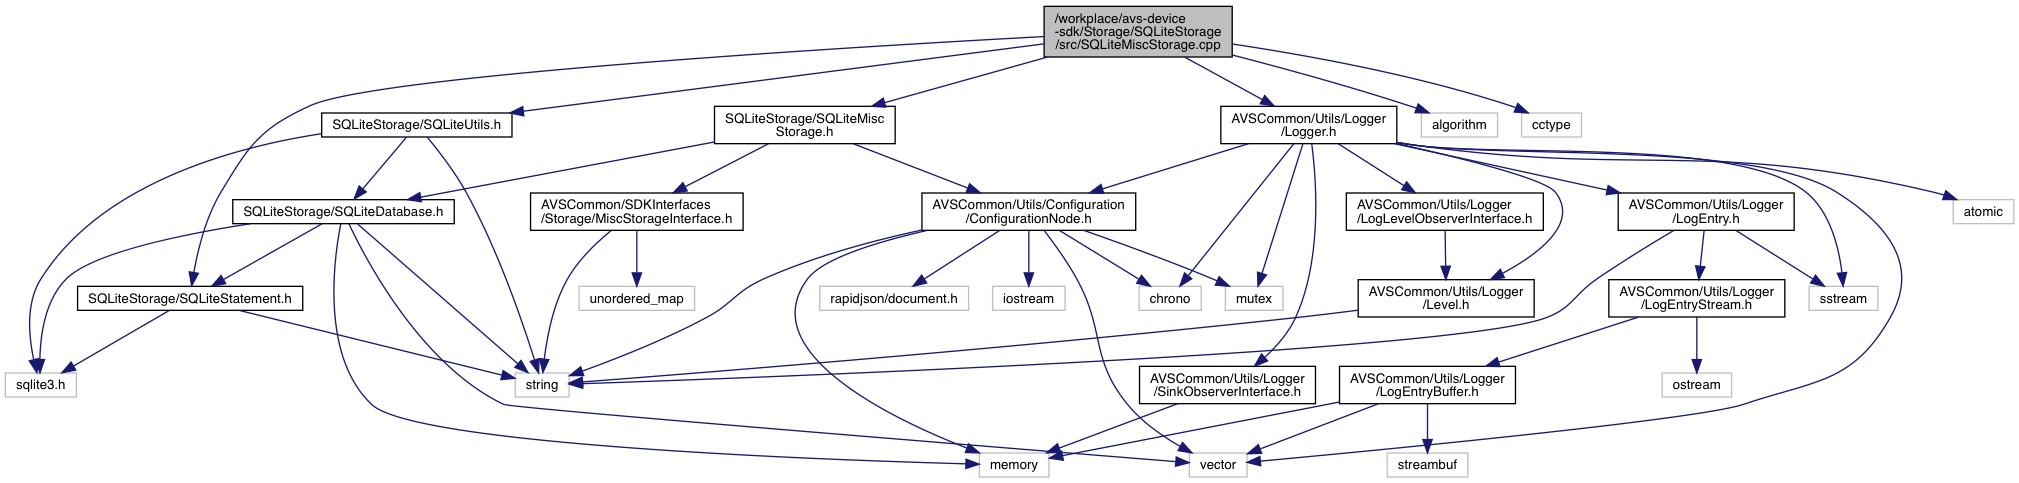 /workplace/avs-device
-sdk/Storage/SQLiteStorage
/src/SQLiteMiscStorage.cpp
SQLiteStorage/SQLiteUtils.h
SQLiteStorage/SQLiteMisc
Storage.h
AVSCommon/Utils/Logger
/Logger.h
algorithm
cctype
SQLiteStorage/SQLiteDatabase.h
AVSCommon/SDKInterfaces
/Storage/MiscStorageInterface.h
AVSCommon/Utils/Configuration
/ConfigurationNode.h
AVSCommon/Utils/Logger
/LogLevelObserverInterface.h
AVSCommon/Utils/Logger
/LogEntry.h
atomic
SQLiteStorage/SQLiteStatement.h
unordered_map
rapidjson/document.h
iostream
chrono
mutex
AVSCommon/Utils/Logger
/Level.h
AVSCommon/Utils/Logger
/LogEntryStream.h
sstream
sqlite3.h
string
AVSCommon/Utils/Logger
/SinkObserverInterface.h
AVSCommon/Utils/Logger
/LogEntryBuffer.h
ostream
memory
vector
streambuf